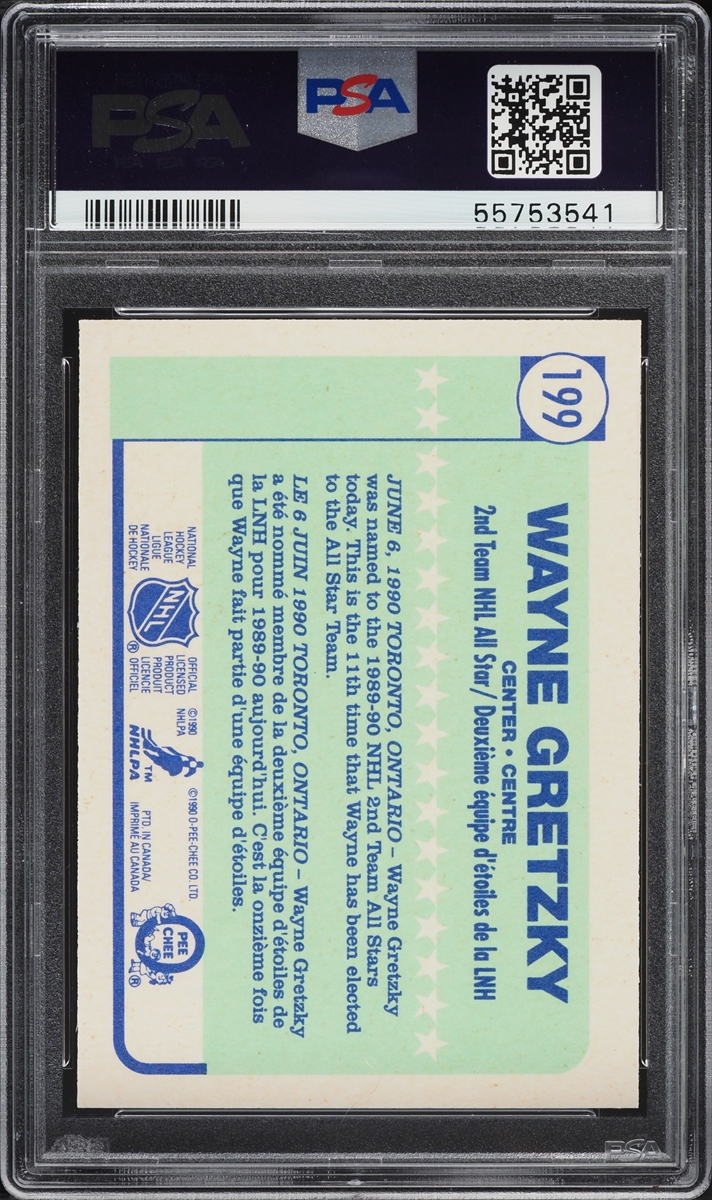 PSA
PSA
55753541
199
WAYNE GRETZKY
CENTER • CENTRE
2nd Team NHL All Star/Deuxième équipe d'étoiles de la LNH
JUNE 6, 1990 TORONTO, ONTARIO – Wayne Gretzky
was named to the 1989-90 NHL 2nd Team All Stars
today. This is the 11th time that Wayne has been elected
to the All Star Team.
LE 6 JUIN 1990 TORONTO, ONTARIO – Wayne Gretzky
a été nommé membre de la deuxième équipe d'étoiles de
la LNH pour 1989-90 aujourd'hui. C'est la onzième fois
que Wayne fait partie d'une équipe d'étoiles.
NATIONAL
HOCKEY
LEAGUE
LIGUE
NATIONALE
DE HOCKEY
NHL
®
OFFICIAL
LICENSED
PRODUCT
PRODUIT
LICENCIE
OFFICIEL
©1990
NHLPA
TM
NHLPA
©1990 O-PEE-CHEE CO. LTD.
PTD. IN CANADA/
IMPRIMÉ AU CANADA
O
PEE
CHEE
®
PSA